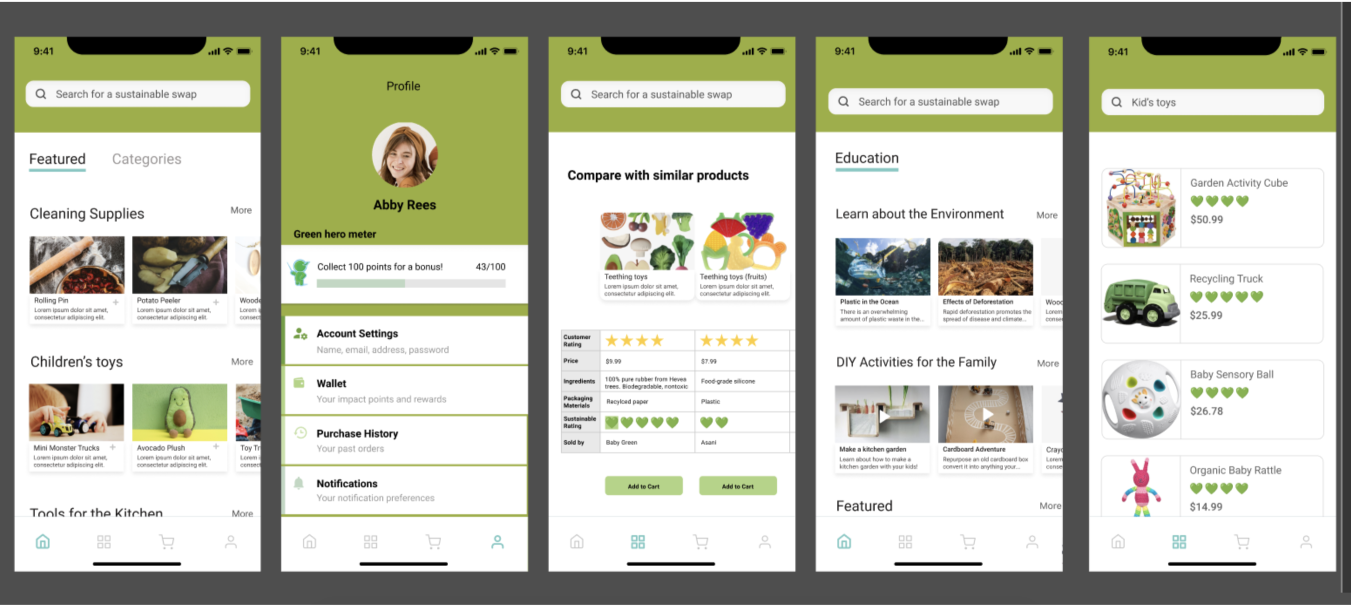 9:41
Search for a sustainable swap
Featured Categories
Cleaning Supplies More
Rolling Pin +
Lorem ipsum dolor sit amet,
consectetur adipiscing elit.
Potato Peeler +
Lorem ipsum dolor sit amet,
consectetur adipiscing elit.
Woode
Lorem i
consect
Children's toys More
Mini Monster Trucks +
Lorem ipsum dolor sit amet,
consectetur adipiscing elit.
Avocado Plush +
Lorem ipsum dolor sit amet,
consectetur adipiscing elit.
Toy Tr
Lorem i
consect
Tools for the Kitchen More
9:41
Profile
Abby Rees
Green hero meter
Collect 100 points for a bonus! 43/100
Account Settings
Name, email, address, password
Wallet
Your impact points and rewards
Purchase History
Your past orders
Notifications
Your notification preferences
9:41
Search for a sustainable swap
Compare with similar products
Teething toys
Lorem ipsum dolor sit amet,
consectetur adipiscing elit.
Teething toys (fruits)
Lorem ipsum dolor sit amet,
consectetur adipiscing elit.
Customer
Rating
Price $9.99 $7.99
Ingredients 100% pure rubber from Hevea
trees. Biodegradable, nontoxic
Food-grade silicone
Packaging
Materials
Recylced paper Plastic
Sustainable
Rating
Sold by Baby Green Asani
Add to Cart Add to Cart
9:41
Search for a sustainable swap
Education
Learn about the Environment More
Plastic in the Ocean
There is an overwhelming
amount of plastic waste in the...
Effects of Deforestation
Rapid deforestation promotes the
spread of disease and climate...
Wooc
Lorem
consec
DIY Activities for the Family More
Make a kitchen garden
Learn about how to make a
kitchen garden with your kids!
Cardboard Adventure
Repurpose an old cardboard box
convert it into anything your...
Crayo
Lorem
conse
Featured More
9:41
Kid's toys
Garden Activity Cube
$50.99
Recycling Truck
$25.99
Baby Sensory Ball
$26.78
Organic Baby Rattle
$14.99